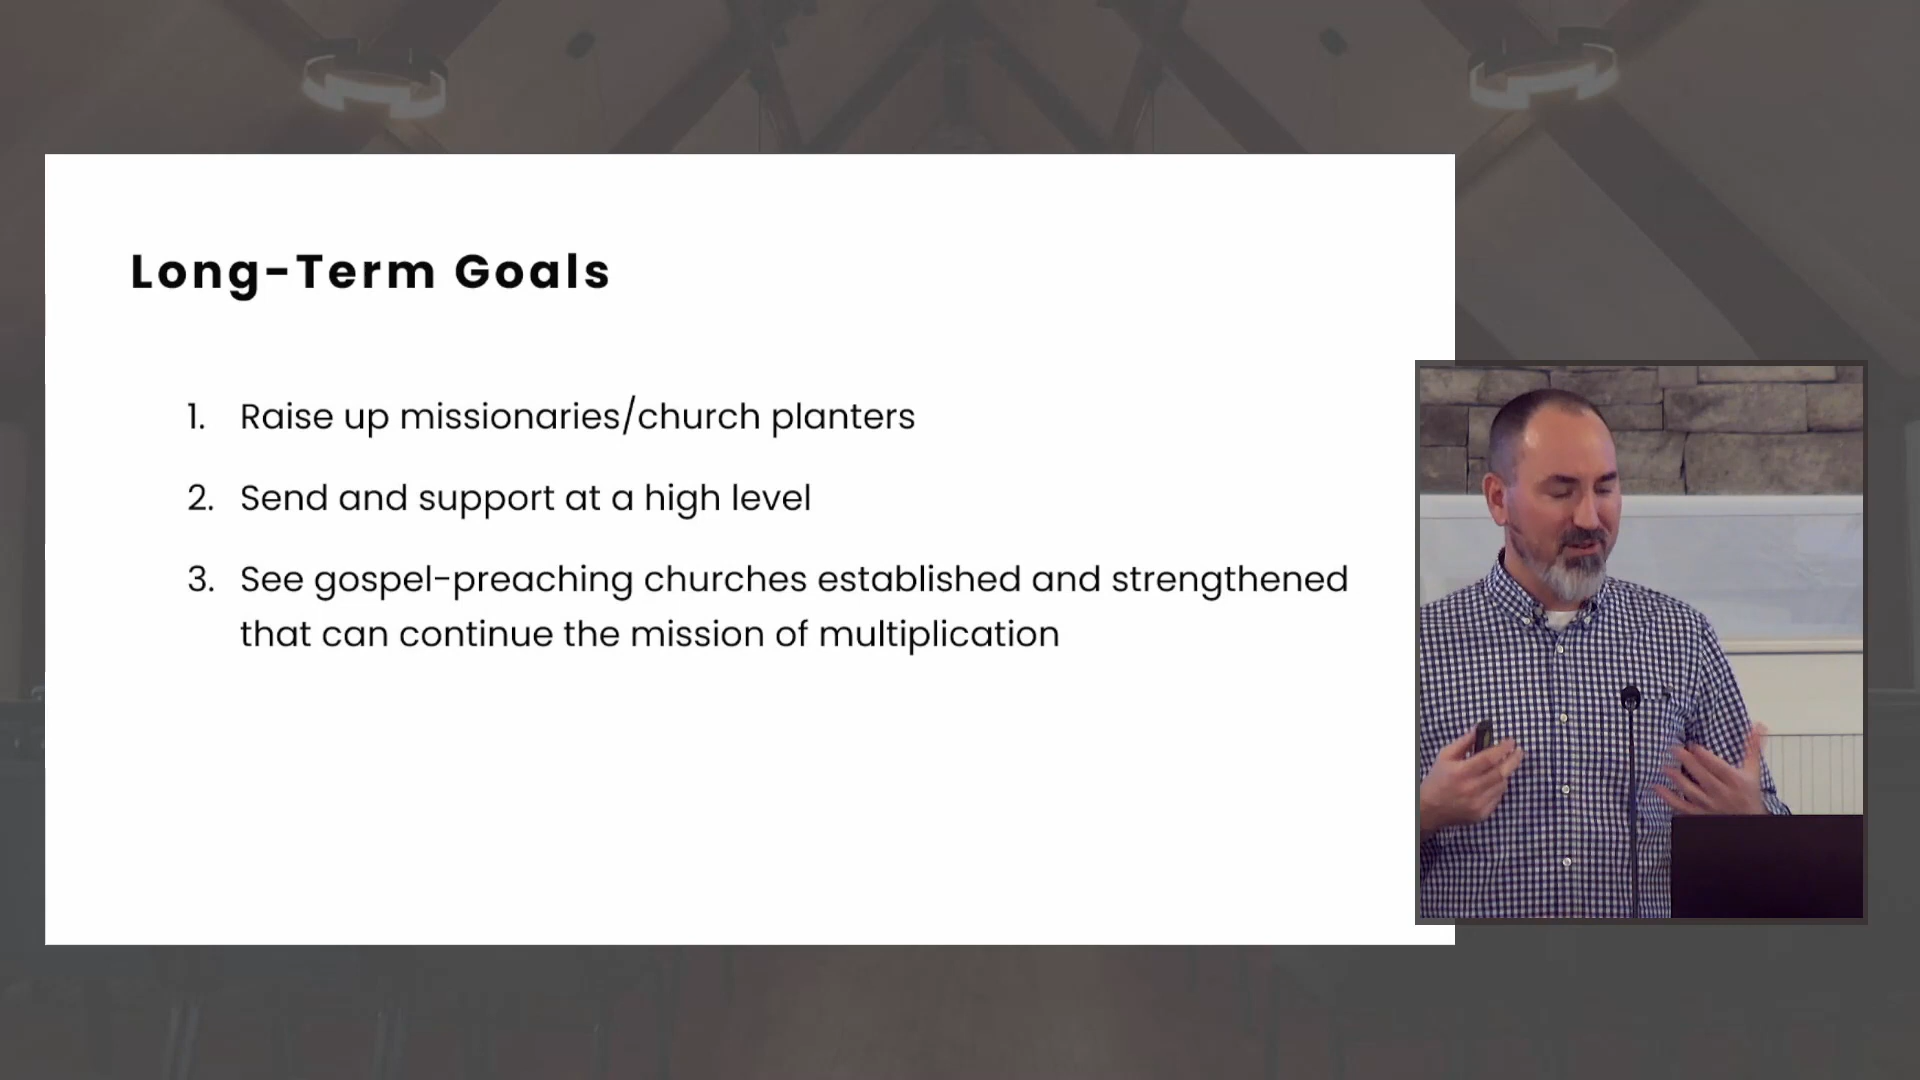 Long-Term Goals
1. Raise up missionaries/church planters
2. Send and support at a high level
3. See gospel-preaching churches established and strengthened
that can continue the mission of multiplication